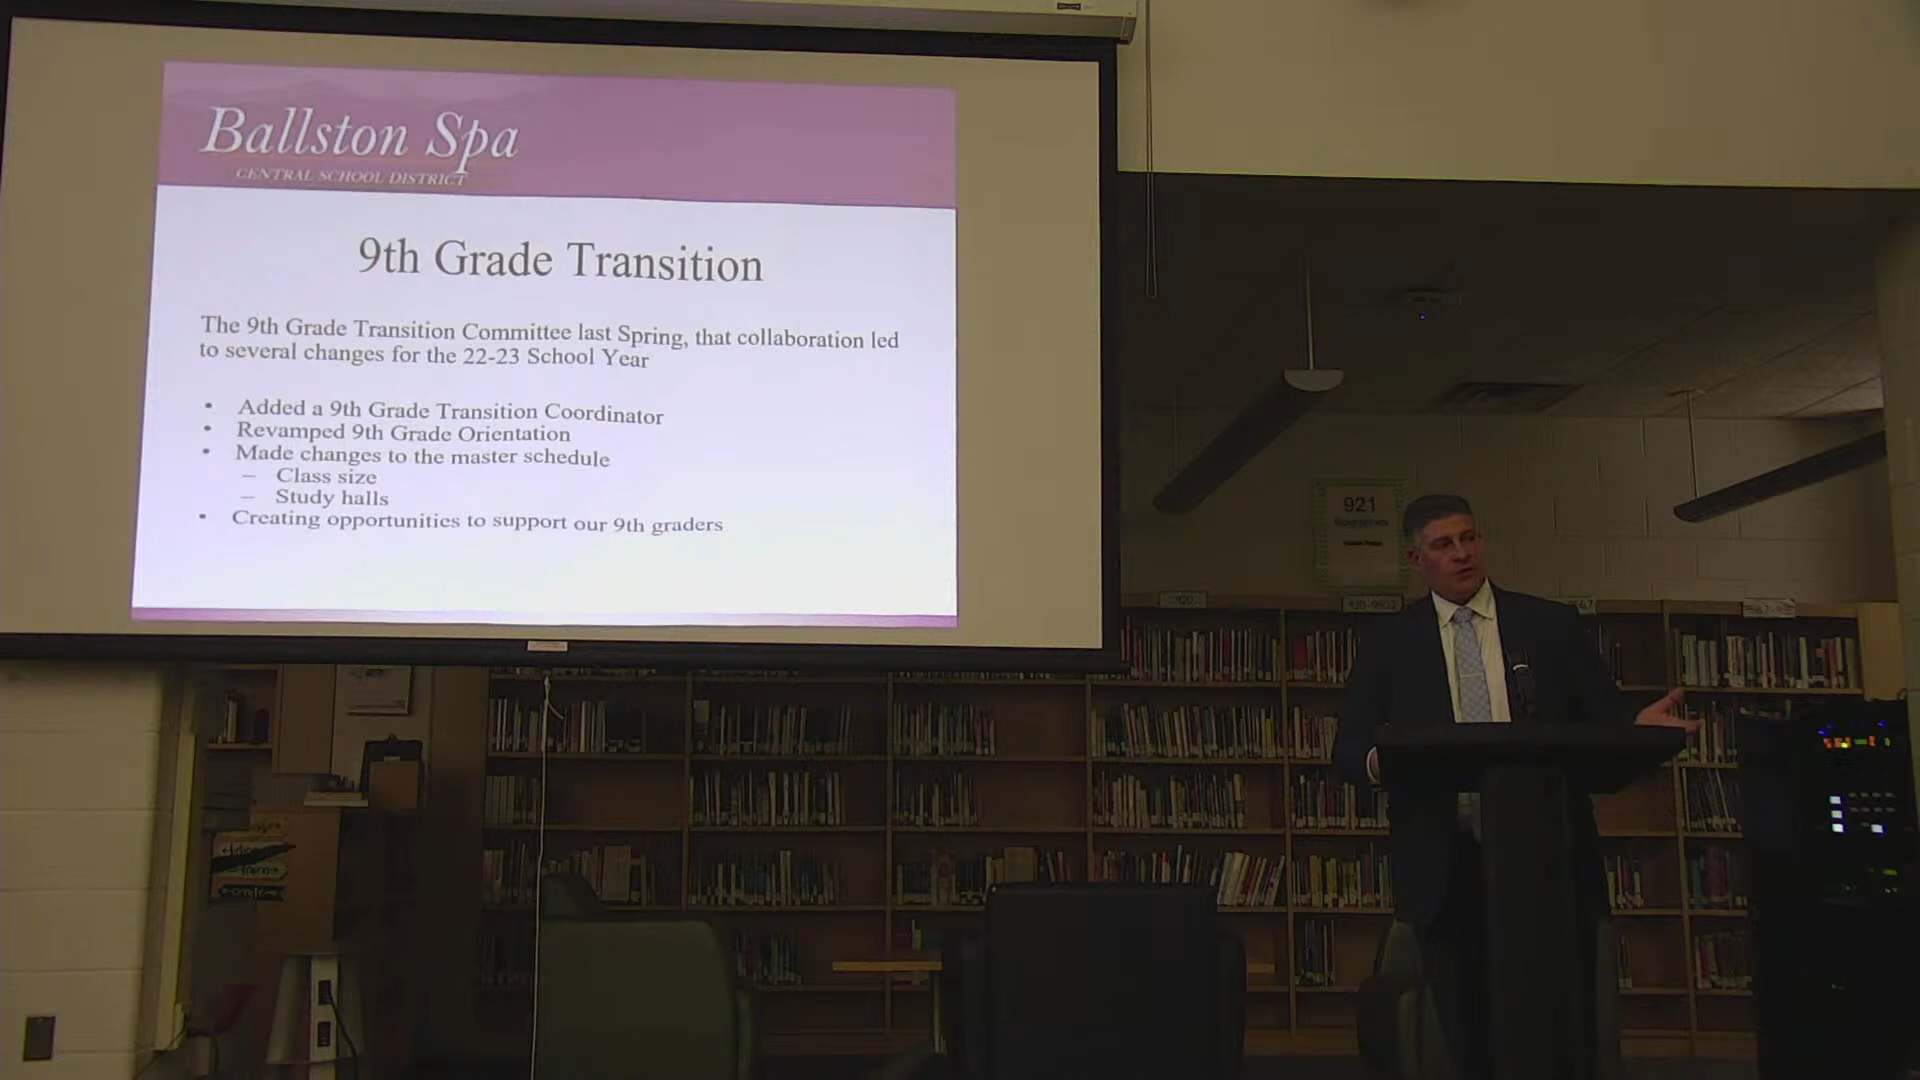 Ballston Spa
CENTRAL SCHOOL DISTRICT
9th Grade Transition
The 9th Grade Transition Committee last Spring, that collaboration led
to several changes for the 22-23 School Year
• Added a 9th Grade Transition Coordinator
• Revamped 9th Grade Orientation
• Made changes to the master schedule
– Class size
– Study halls
• Creating opportunities to support our 9th graders
921
Biographies
920